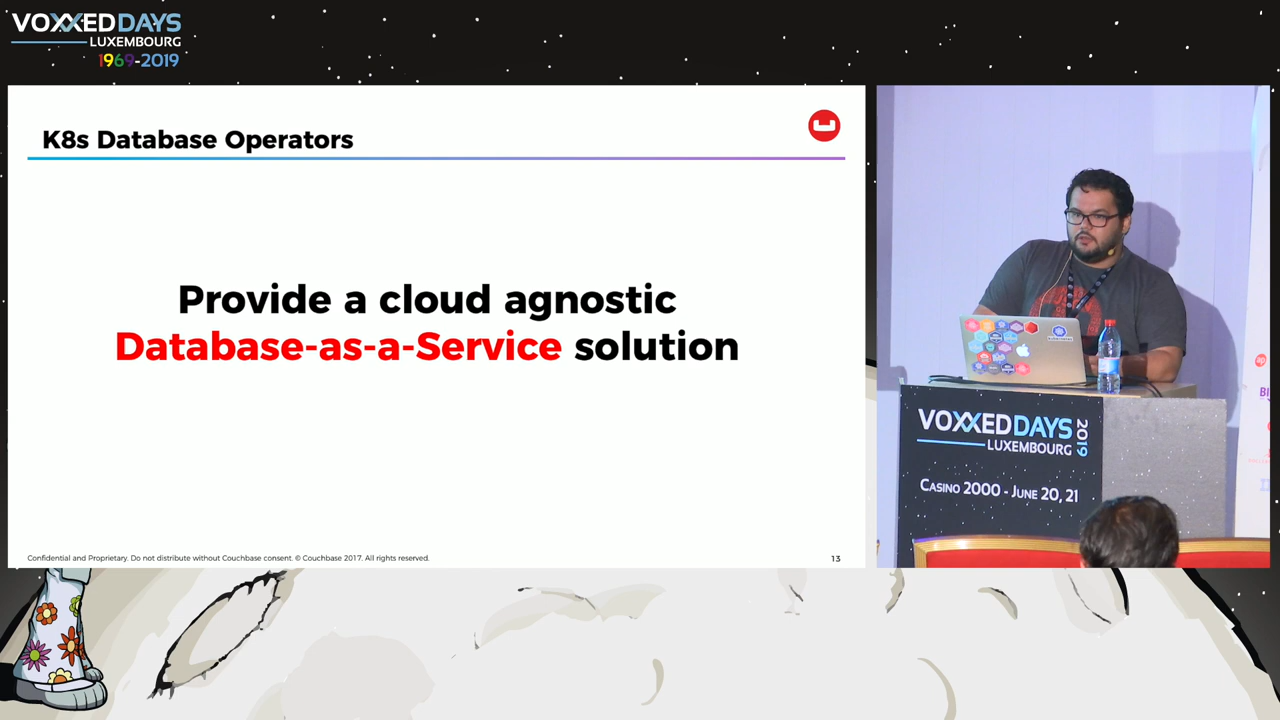 VOXXEDDAYS
LUXEMBOURG
1969-2019
K8s Database Operators
Provide a cloud agnostic
Database-as-a-Service solution
Confidential and Proprietary. Do not distribute without Couchbase consent. © Couchbase 2017. All rights reserved.
13
VOXXEDDAYS
2019
LUXEMBOURG
CASINO 2000 - JUNE 20, 21